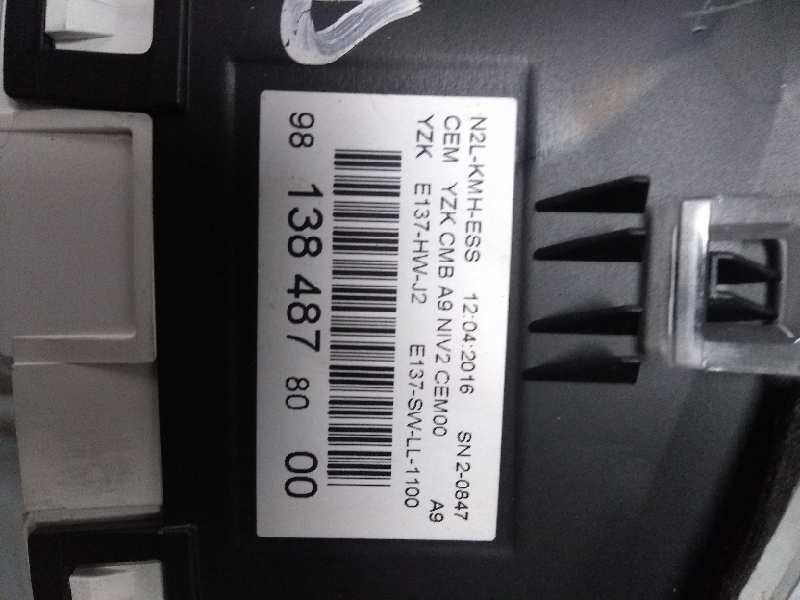 N2L-KMH-ESS 12:04:2016 SN 2-0847
CEM YZK CMB A9 NIV2 CEM00 A9
YZK E137-HW-J2 E137-SW-LL-1100
98 138 487 80 00